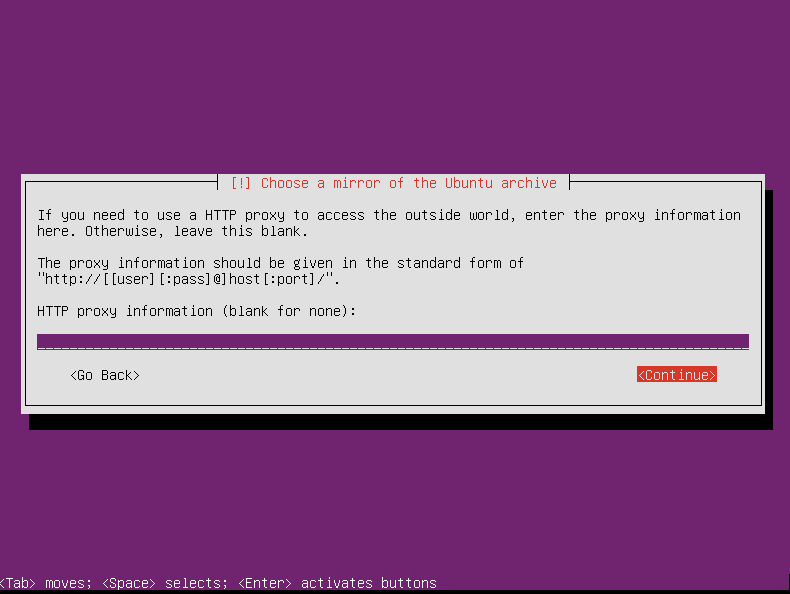 [!] Choose a mirror of the Ubuntu archive
If you need to use a HTTP proxy to access the outside world, enter the proxy information
here. Otherwise, leave this blank.
The proxy information should be given in the standard form of
"http://[[user][:pass]@]host[:port]/".
HTTP proxy information (blank for none):
<Go Back> <Continue>
<Tab> moves; <Space> selects; <Enter> activates buttons